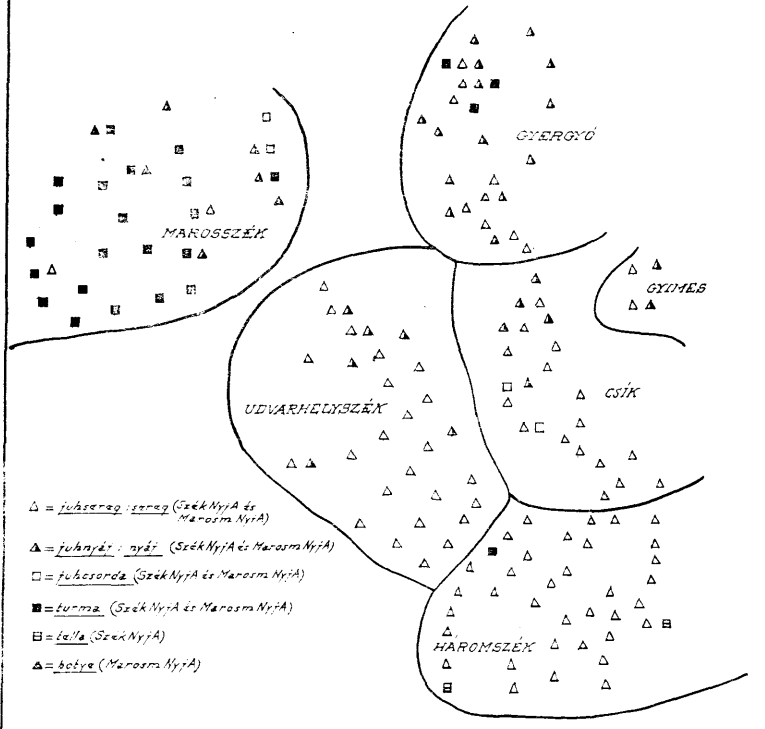 GYERGYÓ
MAROSSZÉK
GYIMES
UDVARHELYSZÉK
CSÍK
HÁROMSZÉK
△ = juhsereg : sereg (SzékNyjA és
MarosmNyjA)
= juhnyáj : nyáj (SzékNyjA és MarosmNyjA)
□ = juhcsorda (SzékNyjA és MarosmNyjA)
■ = turma (SzékNyjA és MarosmNyjA)
= falka (SzékNyjA)
= botye (MarosmNyjA)